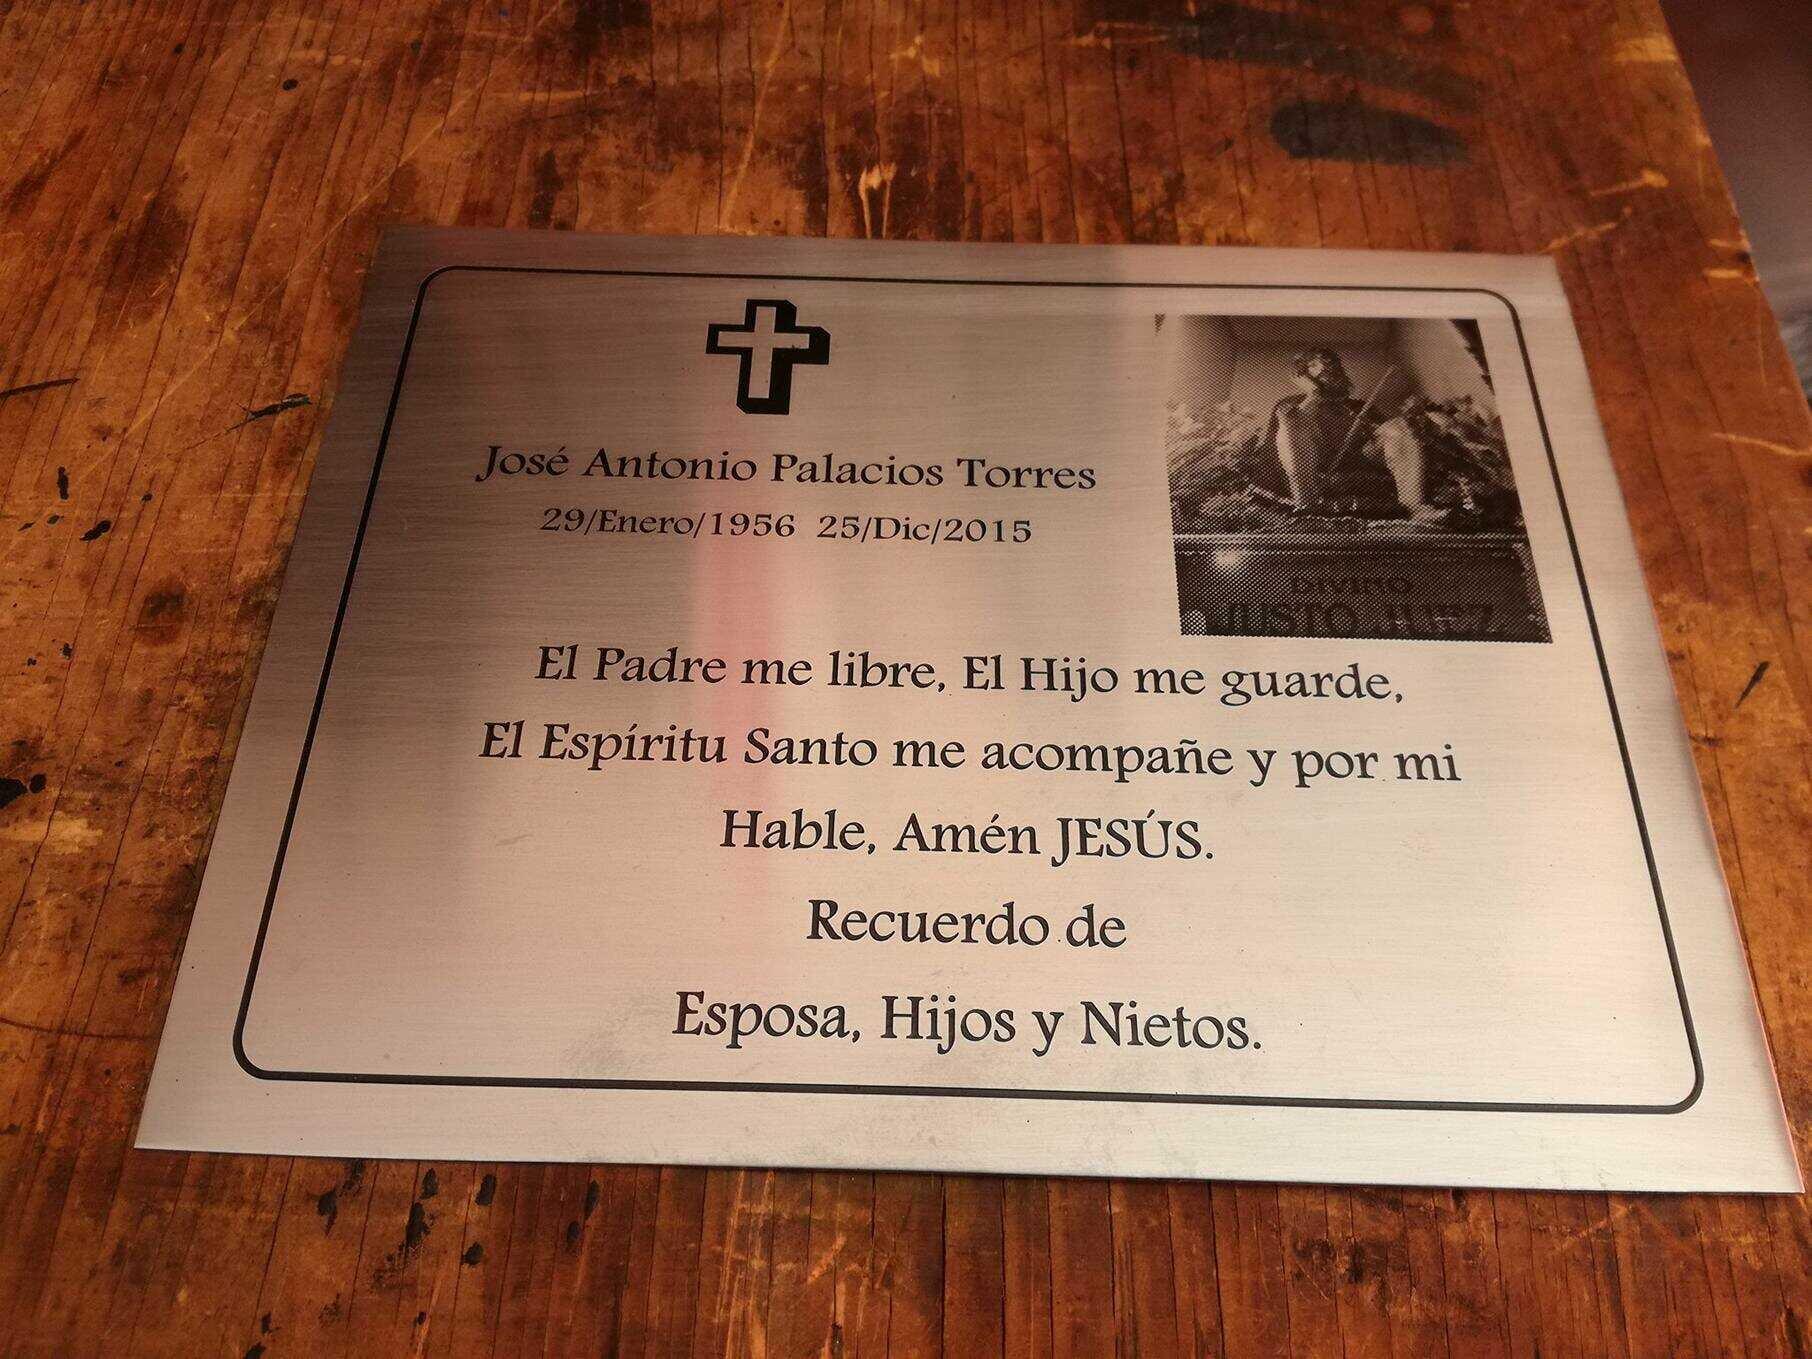 José Antonio Palacios Torres
29/Enero/1956 25/Dic/2015
DIVINO
JUSTO JUEZ
El Padre me libre, El Hijo me guarde,
El Espíritu Santo me acompañe y por mi
Hable, Amén JESÚS.
Recuerdo de
Esposa, Hijos y Nietos.